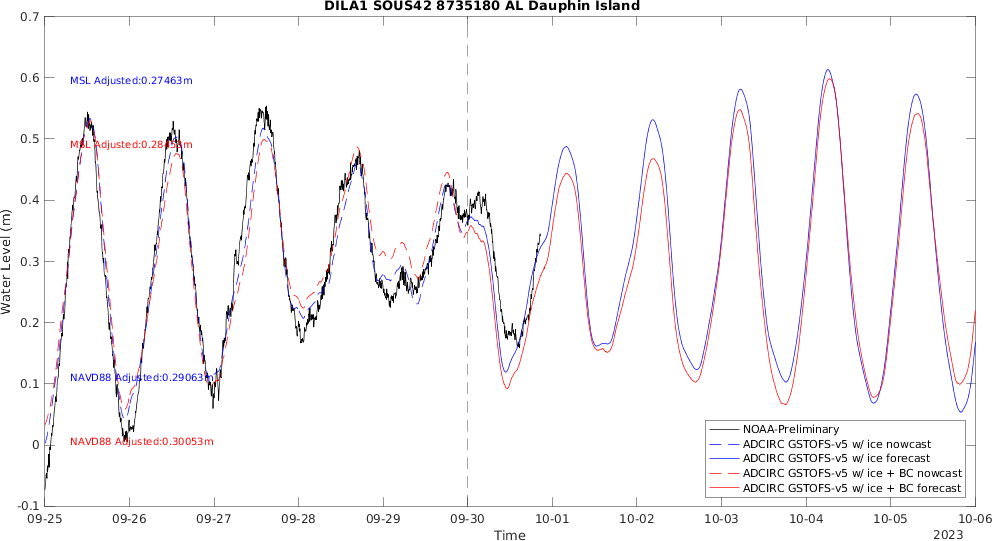 DILA1 SOUS42 8735180 AL Dauphin Island
0.7
0.6
0.5
0.4
0.3
0.2
0.1
0
-0.1
Water Level (m)
MSL Adjusted:0.27463m
MSL
NAVD88 Adjusted:0.29063m
NAVD88 Adjusted:0.30053m
NOAA-Preliminary
ADCIRC GSTOFS-v5 w/ ice nowcast
ADCIRC GSTOFS-v5 w/ ice forecast
ADCIRC GSTOFS-v5 w/ ice + BC nowcast
ADCIRC GSTOFS-v5 w/ ice + BC forecast
09-25
09-26
09-27
09-28
09-29
09-30
10-01
10-02
10-03
10-04
10-05
10-06
Time
2023